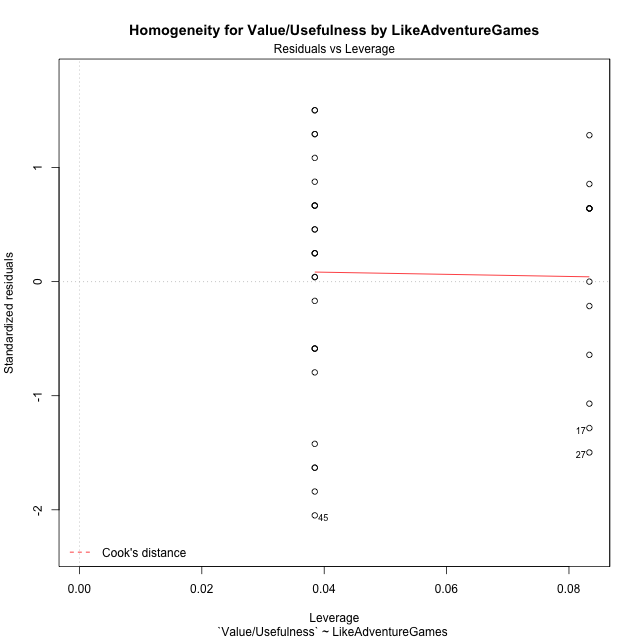 Homogeneity for Value/Usefulness by LikeAdventureGames
Residuals vs Leverage
Standardized residuals
1
0
-1
-2
17
27
45
Cook's distance
0.00 0.02 0.04 0.06 0.08
Leverage
`Value/Usefulness` ~ LikeAdventureGames